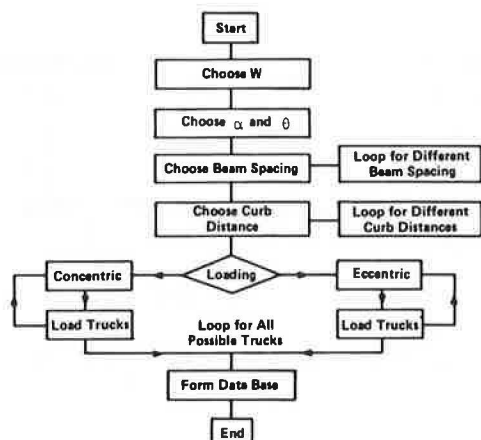 Start
Choose W
Choose α and θ
Choose Beam Spacing
Loop for Different
Beam Spacing
Choose Curb
Distance
Loop for Different
Curb Distances
Concentric
Loading
Eccentric
Load Trucks
Loop for All
Possible Trucks
Load Trucks
Form Data Base
End